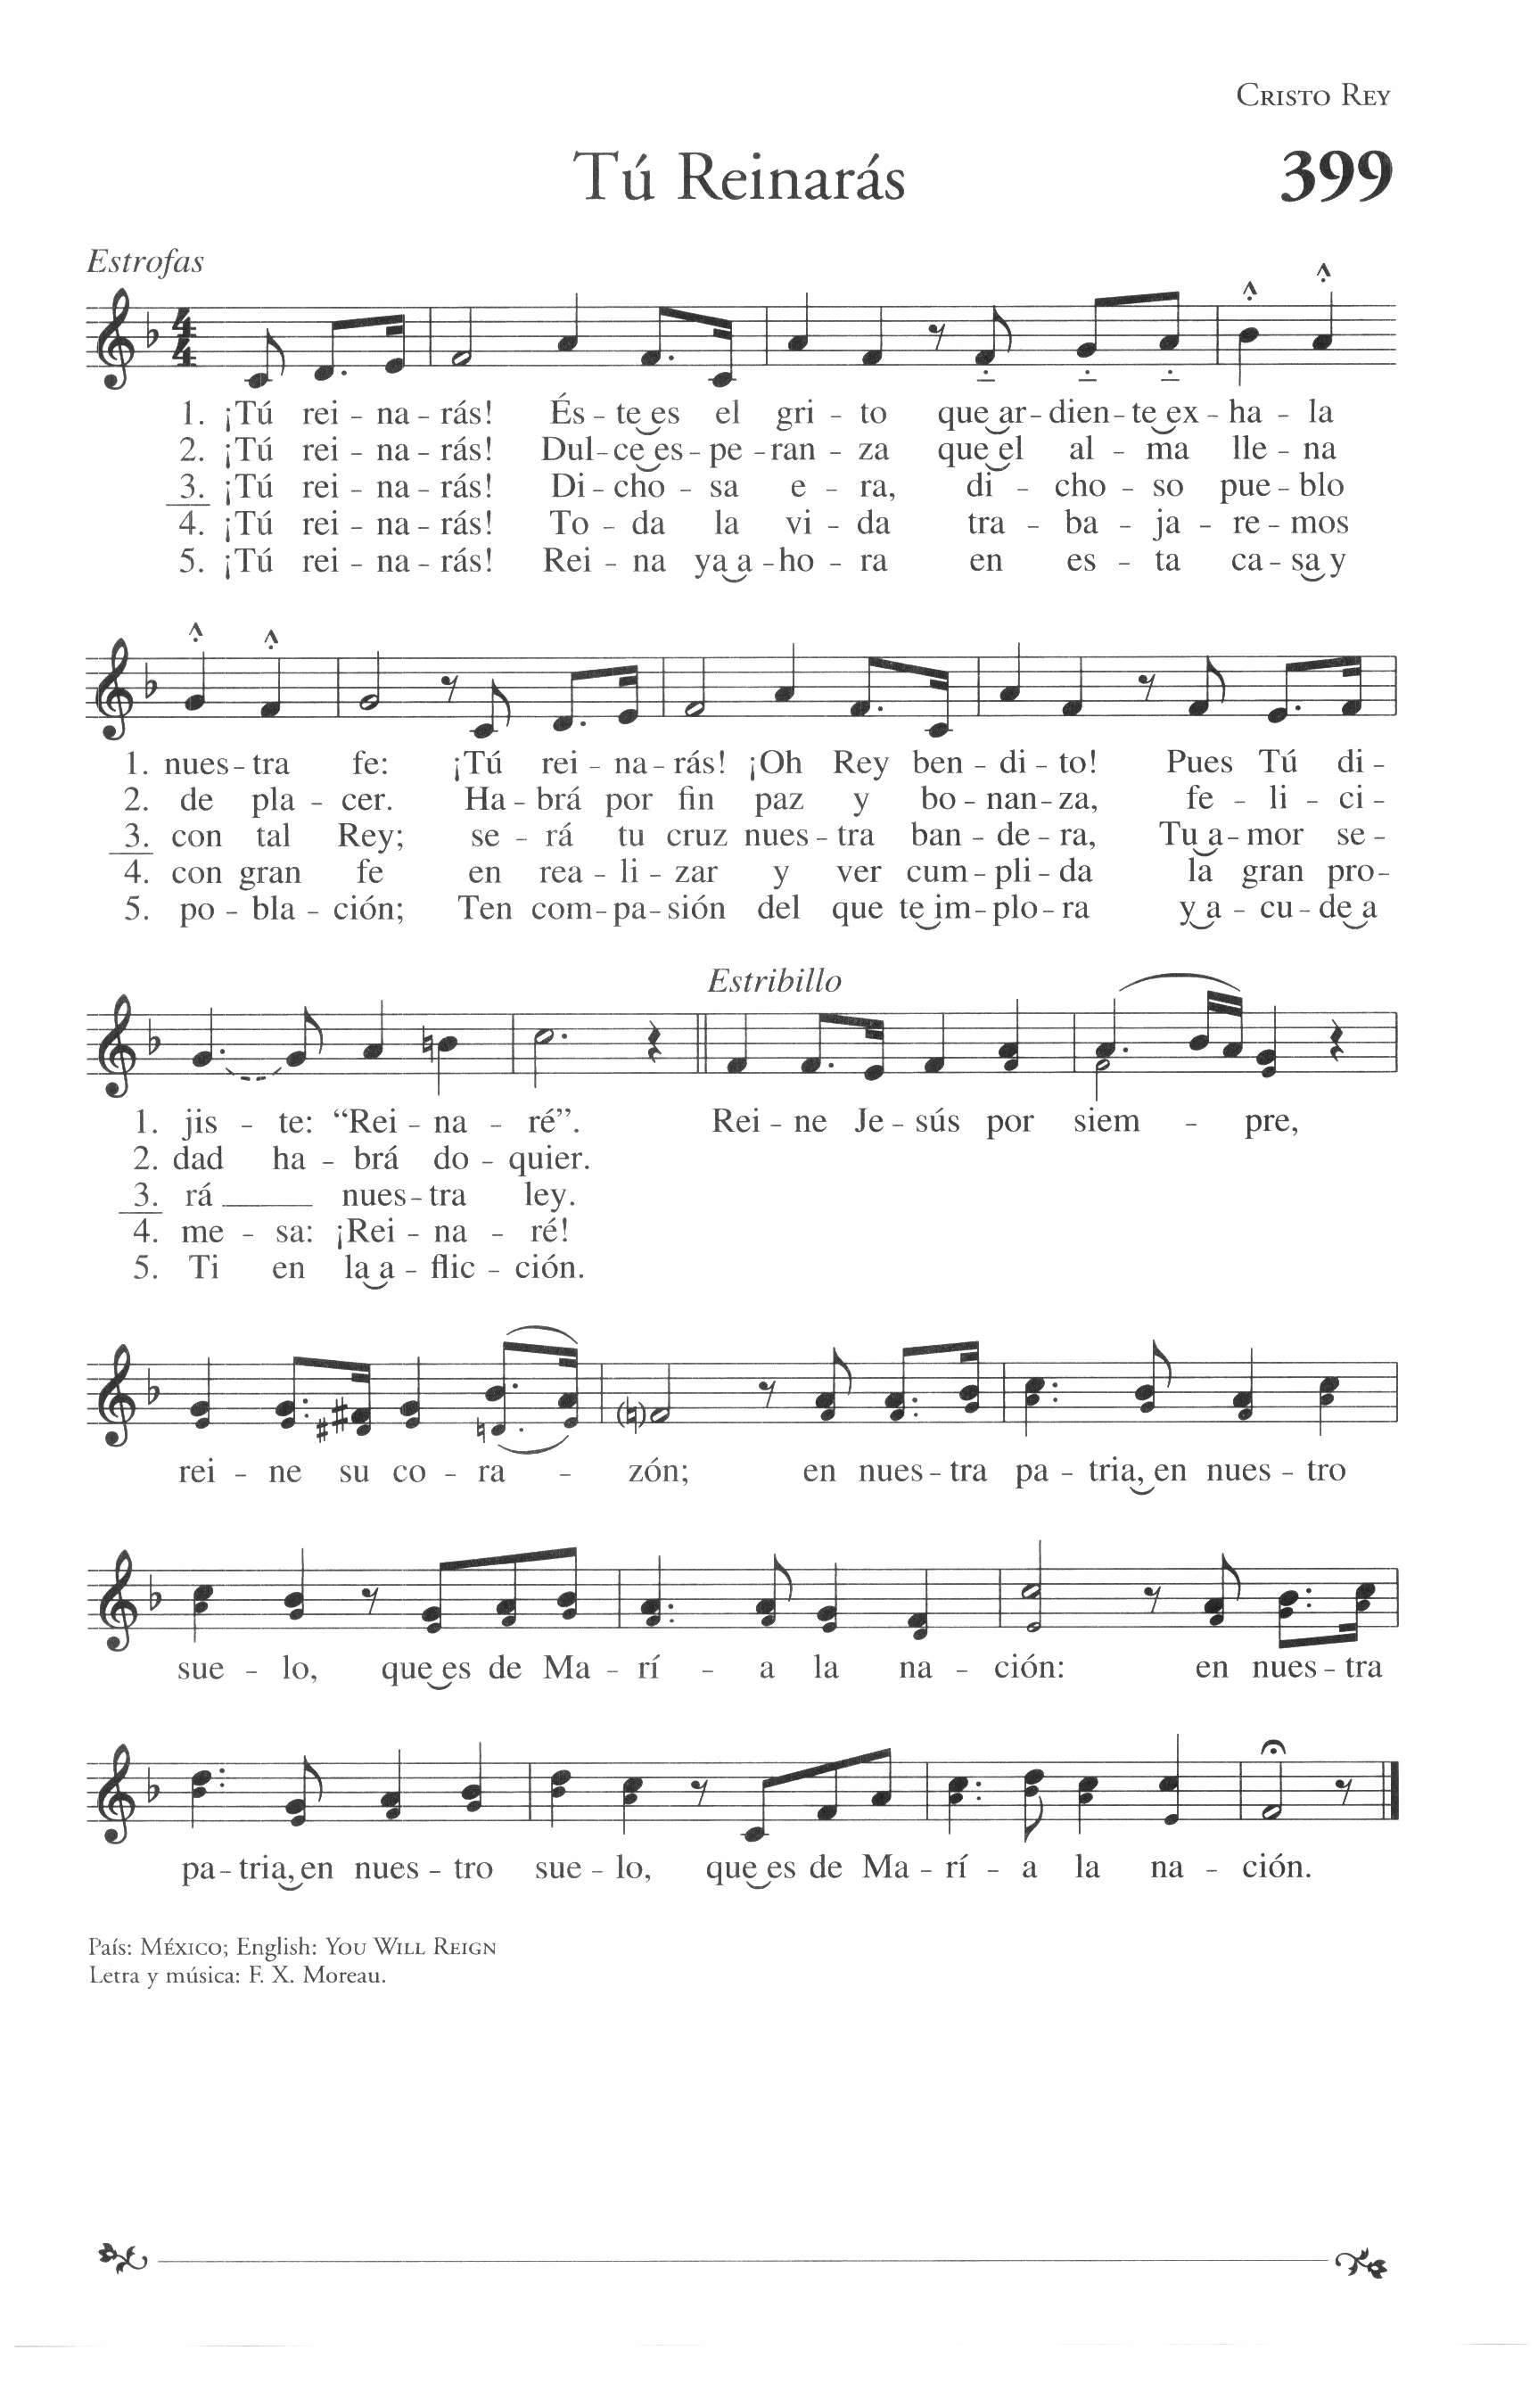 CRISTO REY
Tú Reinarás 399
Estrofas
1. ¡Tú rei - na - rás! És - te es el gri - to que ar - dien - te ex - ha - la
2. ¡Tú rei - na - rás! Dul - ce es - pe - ran - za que el al - ma lle - na
3. ¡Tú rei - na - rás! Di - cho - sa e - ra, di - cho - so pue - blo
4. ¡Tú rei - na - rás! To - da la vi - da tra - ba - ja - re - mos
5. ¡Tú rei - na - rás! Rei - na ya a - ho - ra en es - ta ca - sa y
1. nues - tra fe: ¡Tú rei - na - rás! ¡Oh Rey ben - di - to! Pues Tú di -
2. de pla - cer. Ha - brá por fin paz y bo - nan - za, fe - li - ci -
3. con tal Rey; se - rá tu cruz nues - tra ban - de - ra, Tu a - mor se -
4. con gran fe en rea - li - zar y ver cum - pli - da la gran pro -
5. po - bla - ción; Ten com - pa - sión del que te im - plo - ra y a - cu - de a
Estribillo
1. jis - te: “Rei - na - ré”. Rei - ne Je - sús por siem - pre,
2. dad ha - brá do - quier.
3. rá ____ nues - tra ley.
4. me - sa: ¡Rei - na - ré!
5. Ti en la a - flic - ción.
rei - ne su co - ra - zón; en nues - tra pa - tria, en nues - tro
sue - lo, que es de Ma - rí - a la na - ción: en nues - tra
pa - tria, en nues - tro sue - lo, que es de Ma - rí - a la na - ción.
País: MÉXICO; English: YOU WILL REIGN
Letra y música: F. X. Moreau.